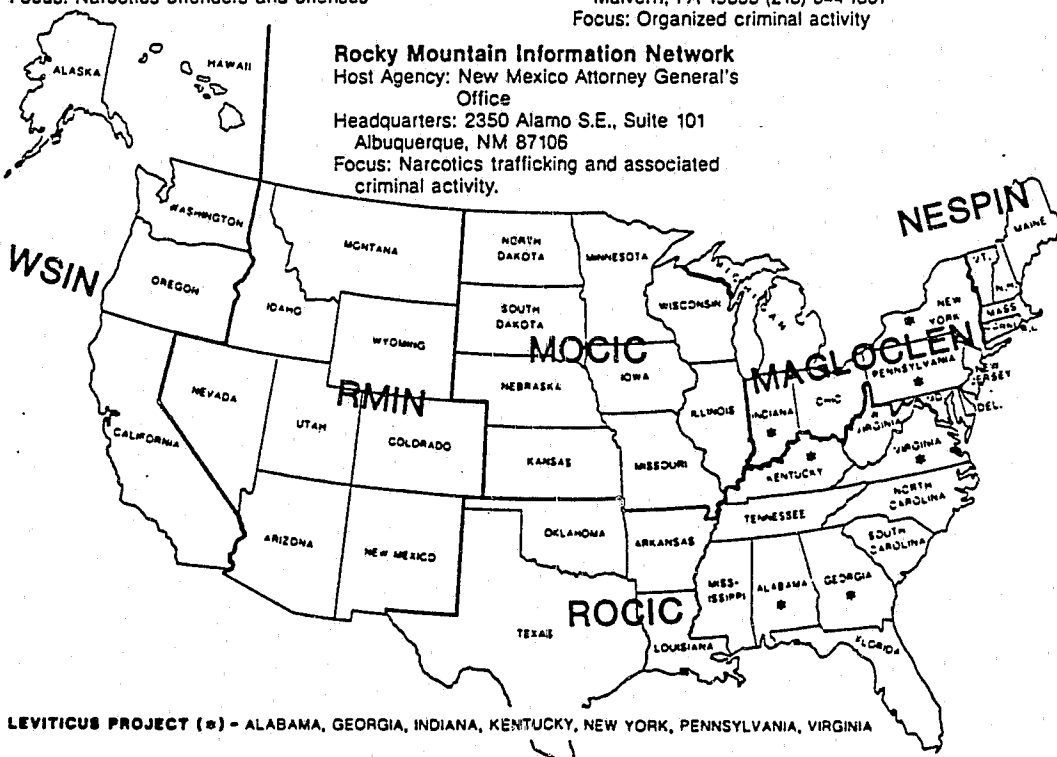 Focus: Narcotics offenders and offenses
Malvern, PA 19355 (215)
Focus: Organized criminal activity
Rocky Mountain Information Network
Host Agency: New Mexico Attorney General's
Office
Headquarters: 2350 Alamo S.E., Suite 101
Albuquerque, NM 87106
Focus: Narcotics trafficking and associated
criminal activity.
ALASKA
HAWAII
NESPIN
WASHINGTON
MONTANA
NORTH
DAKOTA
MINNESOTA
MICHIGAN
MAINE
VT.
N.H.
WSIN
OREGON
IDAHO
SOUTH
DAKOTA
WISCONSIN
NEW
YORK
*
MASS
WYOMING
MOCIC
MAGLOCLEN
PENNSYLVANIA
*
NEW
JERSEY
NEVADA
RMIN
NEBRASKA
IOWA
ILLINOIS
INDIANA
*
OHIO
DEL.
UTAH
COLORADO
VIRGINIA
*
VIRGINIA
*
CALIFORNIA
KANSAS
MISSOURI
KENTUCKY
*
NORTH
CAROLINA
TENNESSEE
ARIZONA
NEW MEXICO
OKLAHOMA
ARKANSAS
SOUTH
CAROLINA
MISS-
ISSIPPI
ALABAMA
*
GEORGIA
*
ROCIC
TEXAS
LOUISIANA
FLORIDA
LEVITICUS PROJECT (*) - ALABAMA, GEORGIA, INDIANA, KENTUCKY, NEW YORK, PENNSYLVANIA, VIRGINIA